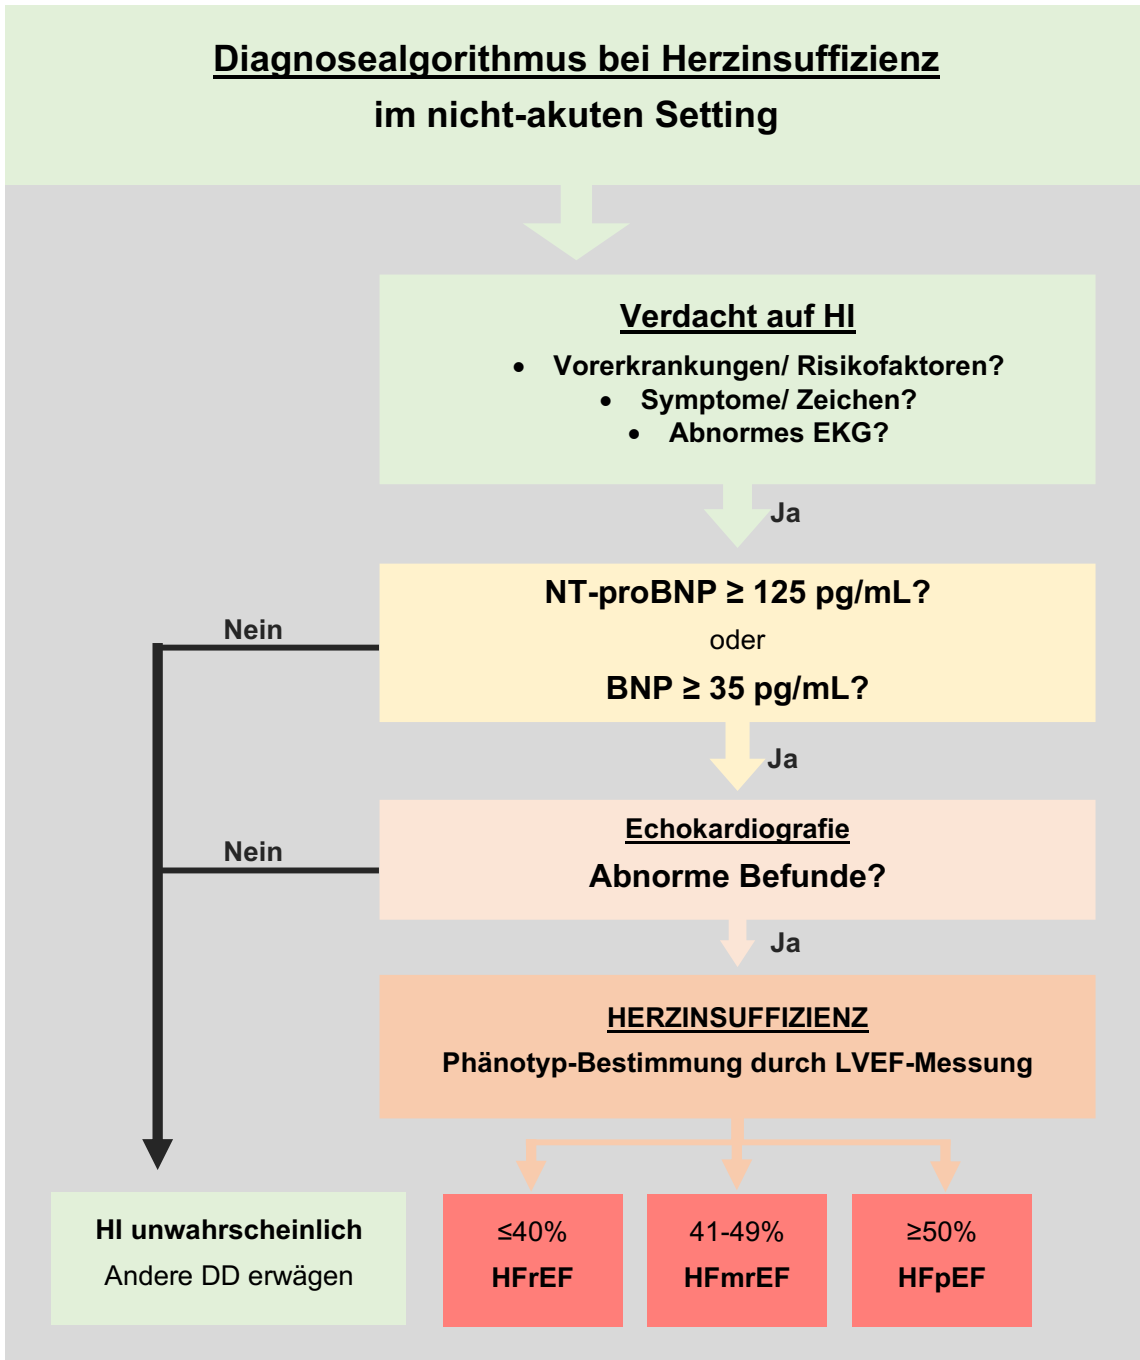 Diagnosealgorithmus bei Herzinsuffizienz
im nicht-akuten Setting
Verdacht auf HI
• Vorerkrankungen/ Risikofaktoren?
• Symptome/ Zeichen?
• Abnormes EKG?
Ja
NT-proBNP ≥ 125 pg/mL?
oder
BNP ≥ 35 pg/mL?
Nein
Ja
Echokardiografie
Abnorme Befunde?
Nein
Ja
HERZINSUFFIZIENZ
Phänotyp-Bestimmung durch LVEF-Messung
HI unwahrscheinlich
Andere DD erwägen
≤40%
HFrEF
41-49%
HFmrEF
≥50%
HFpEF